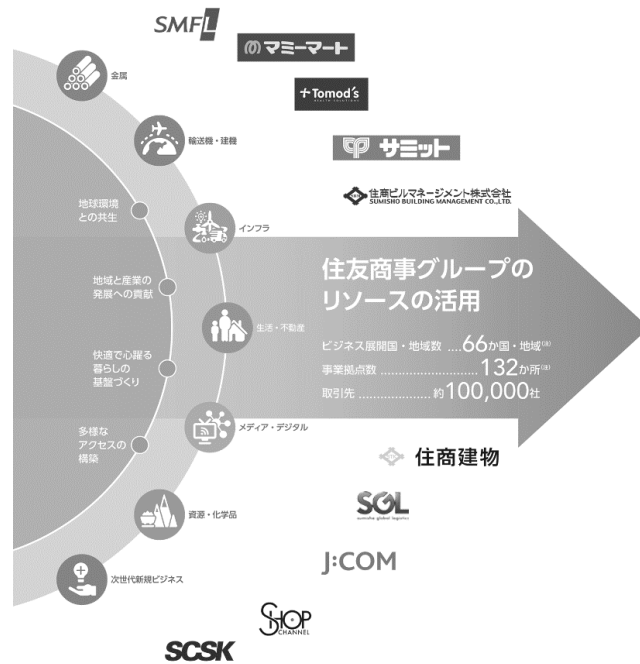 SMFL
マミーマート
Tomod's
HEALTH SOLUTIONS
サミット
住商ビルマネージメント株式会社
SUMISHO BUILDING MANAGEMENT CO.,LTD.
金属
輸送機・建機
インフラ
生活・不動産
メディア・デジタル
資源・化学品
次世代新規ビジネス
地球環境
との共生
地域と産業の
発展への貢献
快適で心躍る
暮らしの
基盤づくり
多様な
アクセスの
構築
住友商事グループの
リソースの活用
ビジネス展開国・地域数 ....66か国・地域(注)
事業拠点数 ........................132か所(注)
取引先 ....................約100,000社
住商建物
SGL
sumisho global logistics
J:COM
SHOP
CHANNEL
SCSK